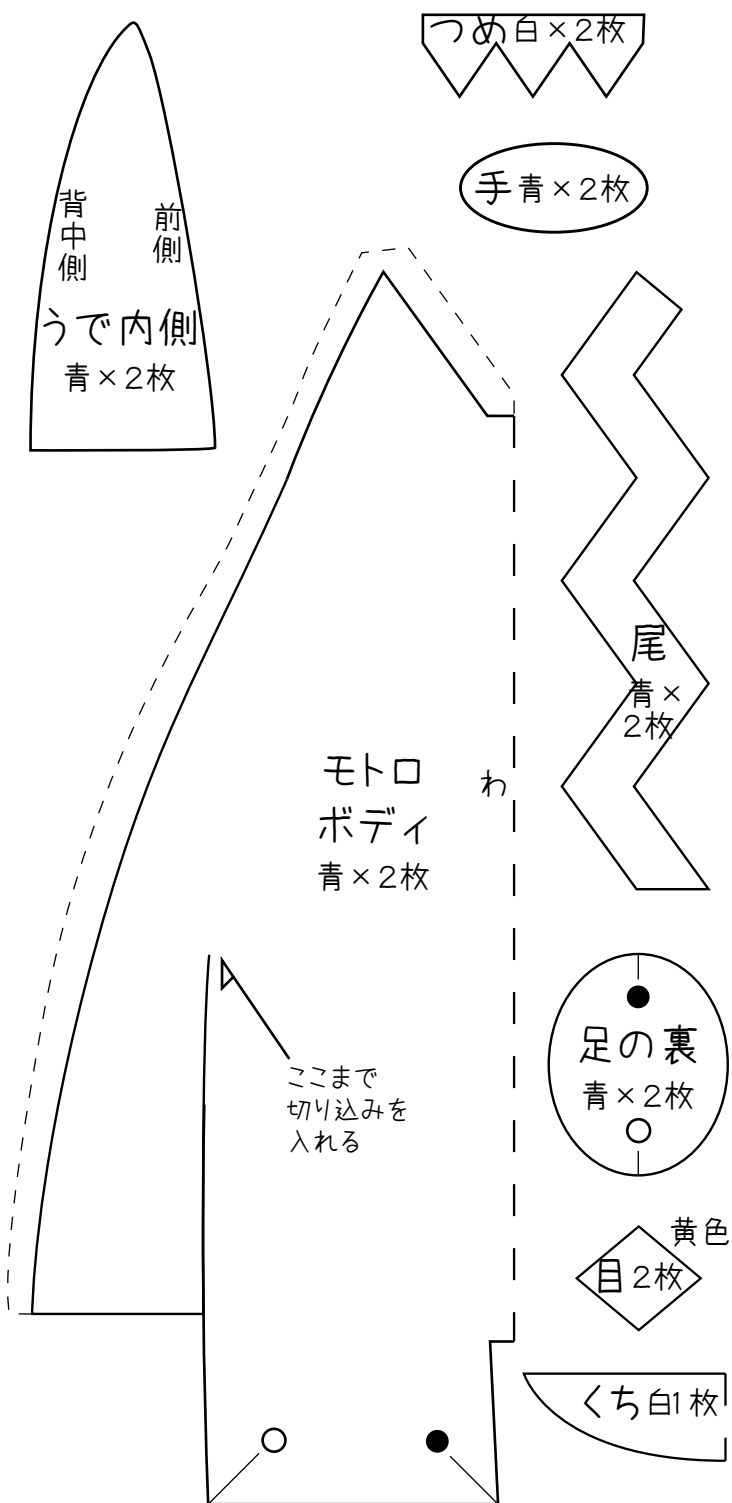 つめ白×2枚
手青×2枚
背中側
前側
うで内側
青×2枚
尾
青×
2枚
モトロ
ボディ
青×2枚
わ
足の裏
青×2枚
ここまで
切り込みを
入れる
黄色
目2枚
くち白1枚